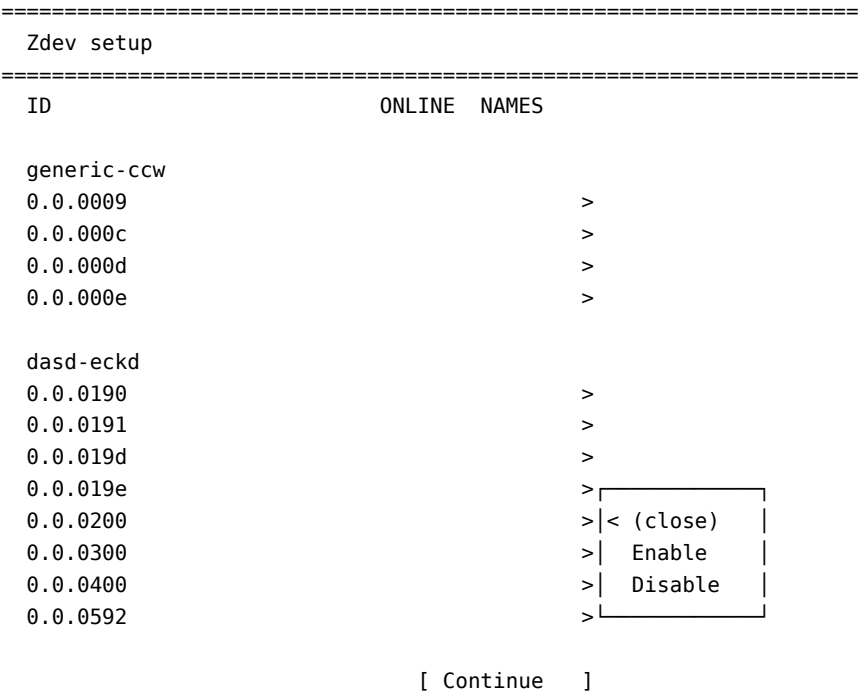 ====================================================================
  Zdev setup
====================================================================
  ID                          ONLINE  NAMES

  generic-ccw
  0.0.0009                                    >
  0.0.000c                                    >
  0.0.000d                                    >
  0.0.000e                                    >

  dasd-eckd
  0.0.0190                                    >
  0.0.0191                                    >
  0.0.019d                                    >
  0.0.019e                                    >┌────────────┐
  0.0.0200                                    >│< (close)   │
  0.0.0300                                    >│  Enable    │
  0.0.0400                                    >│  Disable   │
  0.0.0592                                    >└────────────┘

                                 [ Continue   ]